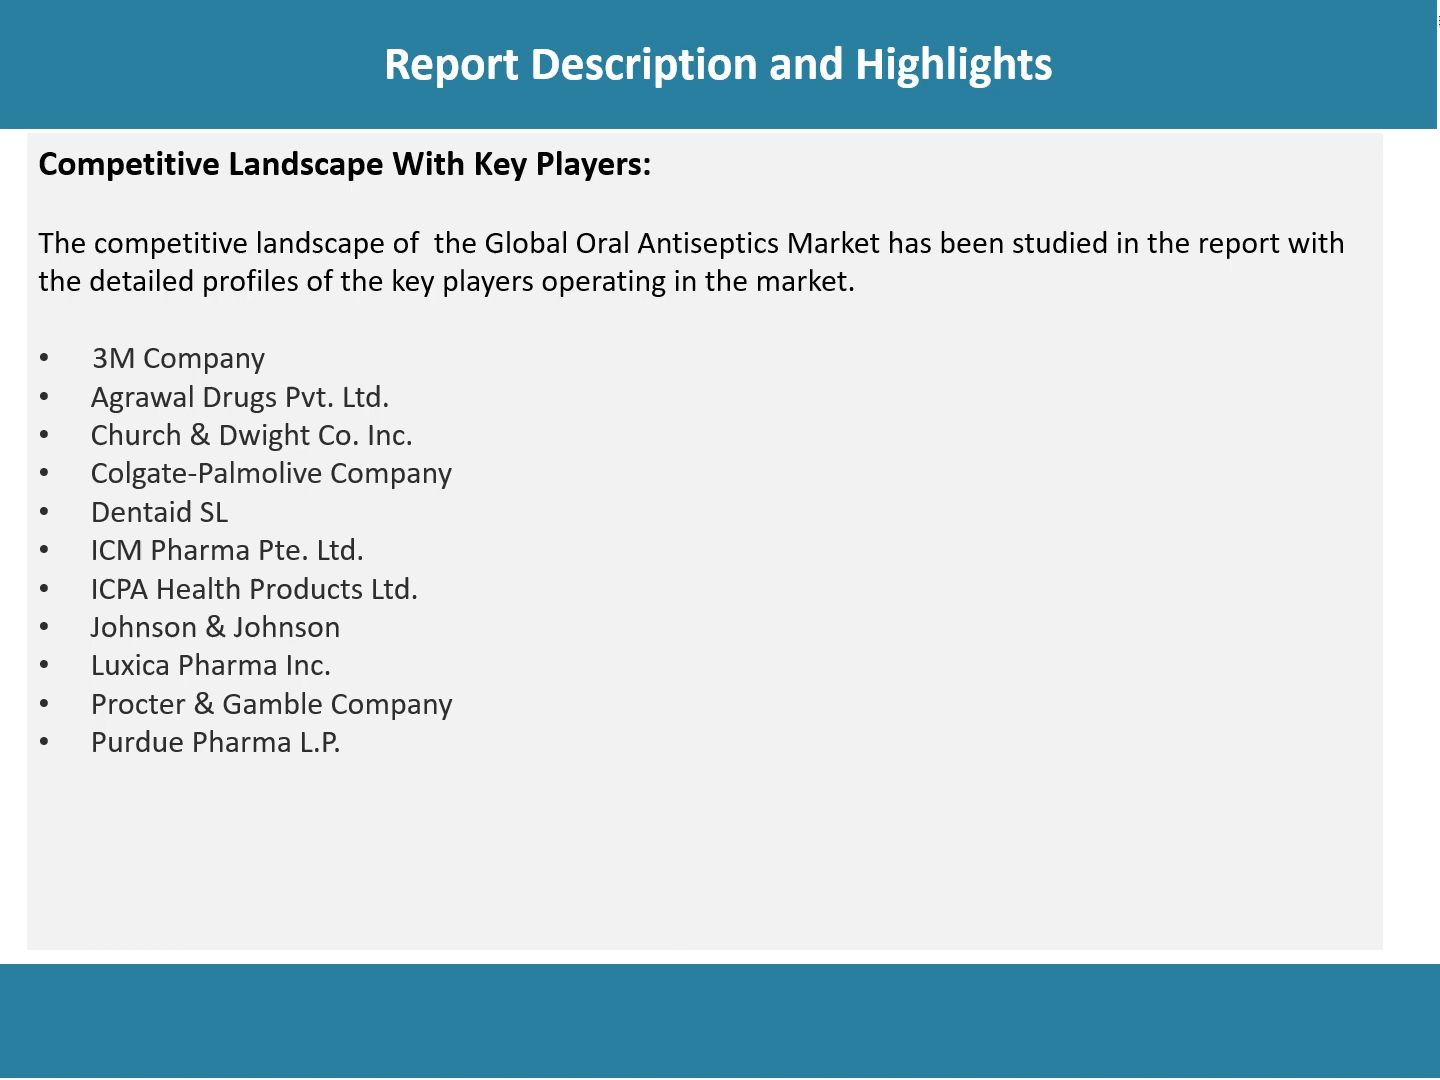 Report Description and Highlights
Competitive Landscape With Key Players:
The competitive landscape of  the Global Oral Antiseptics Market has been studied in the report with
the detailed profiles of the key players operating in the market.
• 3M Company
• Agrawal Drugs Pvt. Ltd.
• Church & Dwight Co. Inc.
• Colgate-Palmolive Company
• Dentaid SL
• ICM Pharma Pte. Ltd.
• ICPA Health Products Ltd.
• Johnson & Johnson
• Luxica Pharma Inc.
• Procter & Gamble Company
• Purdue Pharma L.P.